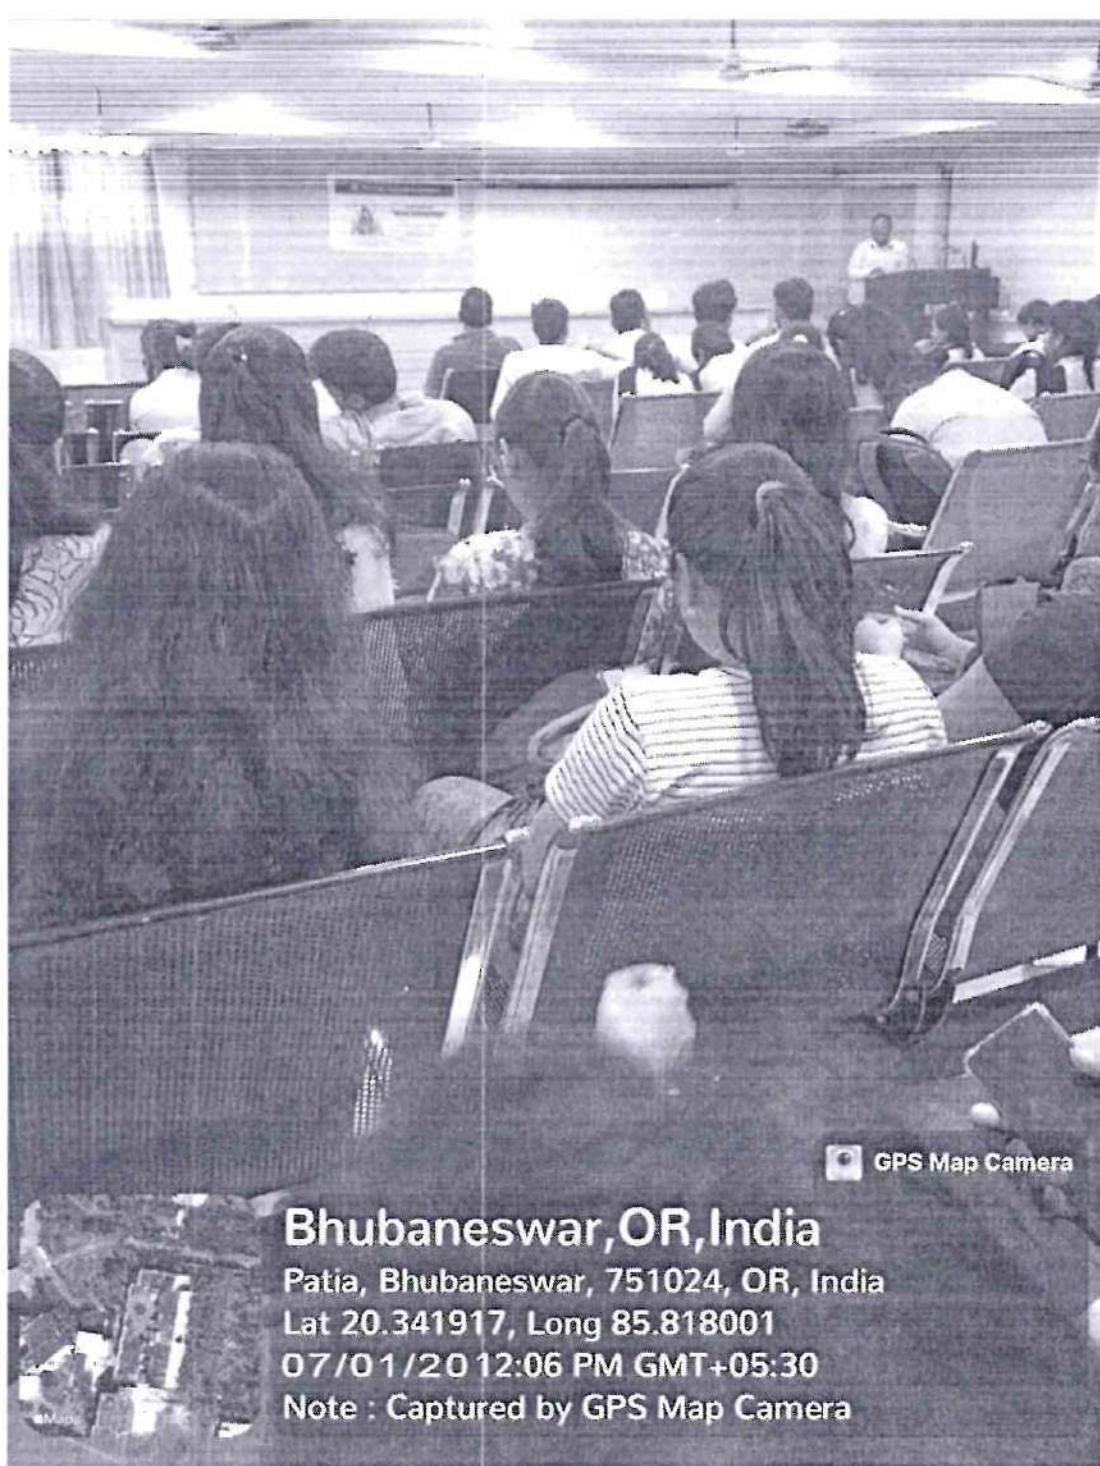 GPS Map Camera
Bhubaneswar,OR,India
Patia, Bhubaneswar, 751024, OR, India
Lat 20.341917, Long 85.818001
07/01/20 12:06 PM GMT+05:30
Note : Captured by GPS Map Camera
Maps